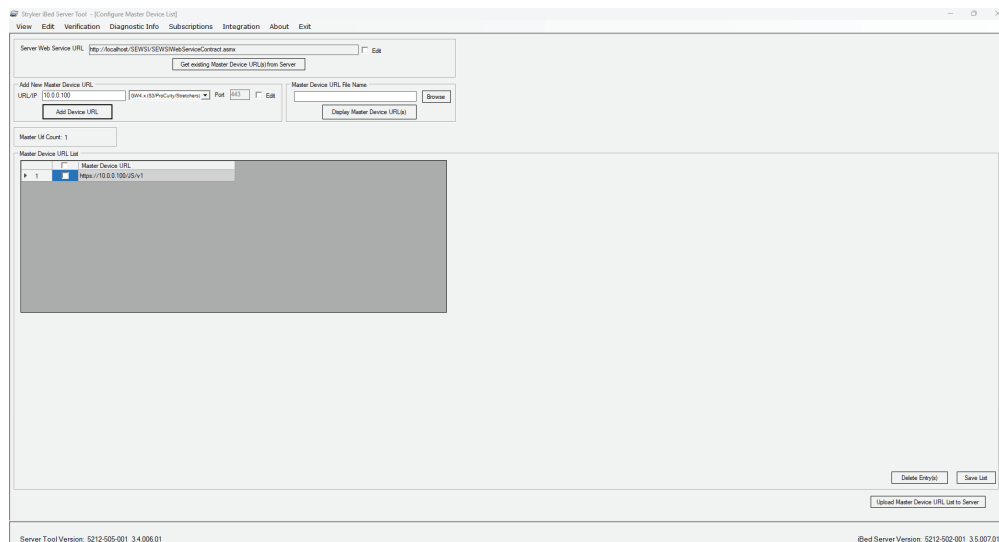 Stryker iBed Server Tool - [Configure Master Device List]
View Edit Verification Diagnostic Info Subscriptions Integration About Exit
Server Web Service URL http://localhost/SEWSI/SEWSIWebServiceContract.asmx Edit
Get existing Master Device URL(s) from Server
Add New Master Device URL
URL/IP 10.0.0.100 GW4.x.(S3/ProCuity/Stretchers) Port 443 Edit
Add Device URL
Master Device URL File Name
Browse
Display Master Device URL(s)
Master Url Count: 1
Master Device URL List
Master Device URL
1 https://10.0.0.100/JS/v1
Delete Entry(s) Save List
Upload Master Device URL List to Server
Server Tool Version: 5212-505-001 3.4.006.01 iBed Server Version: 5212-502-001 3.5.007.01